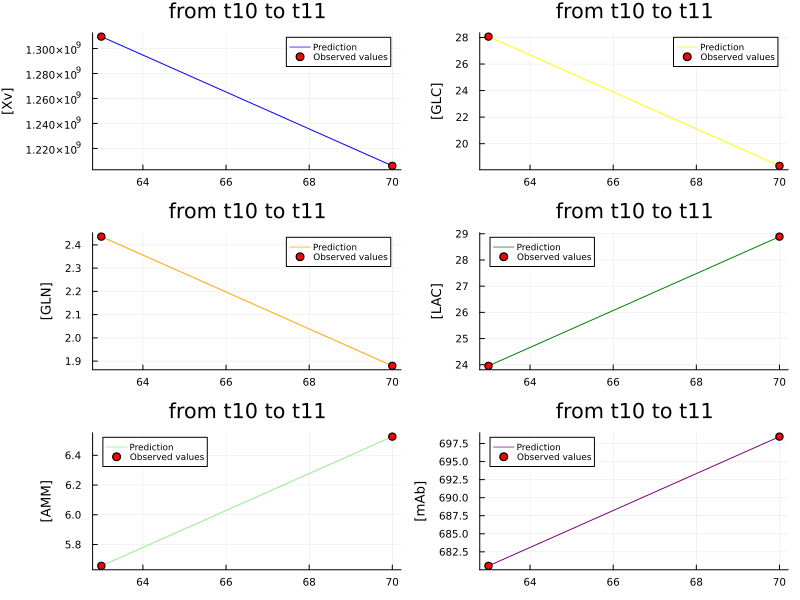 from t10 to t11
1.300×10⁹
1.280×10⁹
1.260×10⁹
1.240×10⁹
1.220×10⁹
[Xv]
Prediction
Observed values
64 66 68 70
from t10 to t11
28
26
24
22
20
[GLC]
Prediction
Observed values
64 66 68 70
from t10 to t11
2.4
2.3
2.2
2.1
2.0
1.9
[GLN]
Prediction
Observed values
64 66 68 70
from t10 to t11
29
28
27
26
25
24
[LAC]
Prediction
Observed values
64 66 68 70
from t10 to t11
6.4
6.2
6.0
5.8
[AMM]
Prediction
Observed values
64 66 68 70
from t10 to t11
697.5
695.0
692.5
690.0
687.5
685.0
682.5
[mAb]
Prediction
Observed values
64 66 68 70